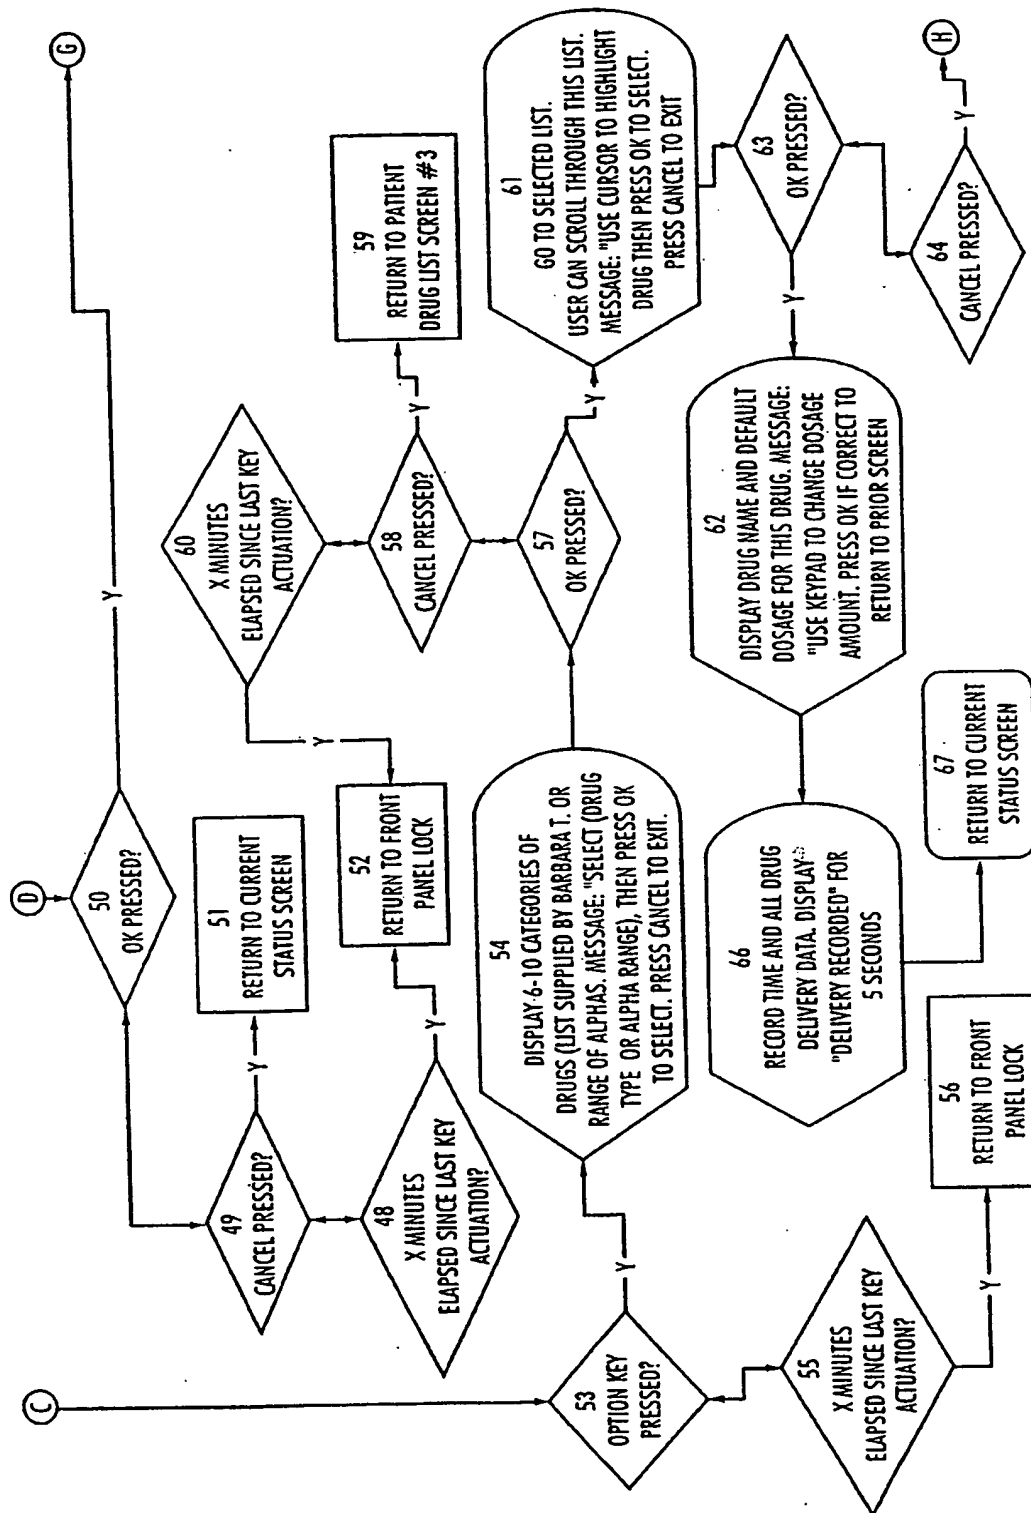 D
50
OK PRESSED?
Y
G
49
CANCEL PRESSED?
Y
51
RETURN TO CURRENT
STATUS SCREEN
48
X MINUTES
ELAPSED SINCE LAST KEY
ACTUATION?
Y
52
RETURN TO FRONT
PANEL LOCK
60
X MINUTES
ELAPSED SINCE LAST KEY
ACTUATION?
Y
58
CANCEL PRESSED?
Y
59
RETURN TO PATIENT
DRUG LIST SCREEN #3
57
OK PRESSED?
Y
C
53
OPTION KEY
PRESSED?
Y
54
DISPLAY 6-10 CATEGORIES OF
DRUGS (LIST SUPPLIED BY BARBARA T. OR
RANGE OF ALPHAS. MESSAGE: "SELECT (DRUG
TYPE OR ALPHA RANGE), THEN PRESS OK
TO SELECT. PRESS CANCEL TO EXIT.
55
X MINUTES
ELAPSED SINCE LAST KEY
ACTUATION?
Y
56
RETURN TO FRONT
PANEL LOCK
61
GO TO SELECTED LIST.
USER CAN SCROLL THROUGH THIS LIST.
MESSAGE: "USE CURSOR TO HIGHLIGHT
DRUG THEN PRESS OK TO SELECT.
PRESS CANCEL TO EXIT
63
OK PRESSED?
Y
64
CANCEL PRESSED?
Y
H
62
DISPLAY DRUG NAME AND DEFAULT
DOSAGE FOR THIS DRUG. MESSAGE:
"USE KEYPAD TO CHANGE DOSAGE
AMOUNT. PRESS OK IF CORRECT TO
RETURN TO PRIOR SCREEN
66
RECORD TIME AND ALL DRUG
DELIVERY DATA. DISPLAY
"DELIVERY RECORDED" FOR
5 SECONDS
67
RETURN TO CURRENT
STATUS SCREEN